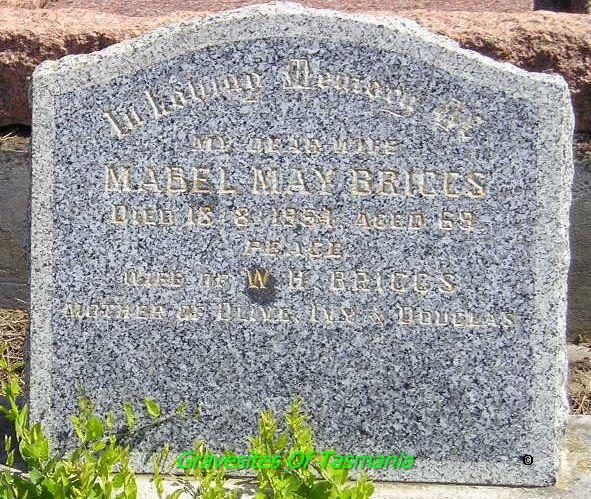 In Loving Memory Of
MY DEAR WIFE
MABEL MAY BRIGGS
DIED 18·8·1954. AGED 69.
PEACE.
WIFE OF W. H. BRIGGS.
MOTHER OF OLIVE, IVY & DOUGLAS
Gravesites Of Tasmania ©